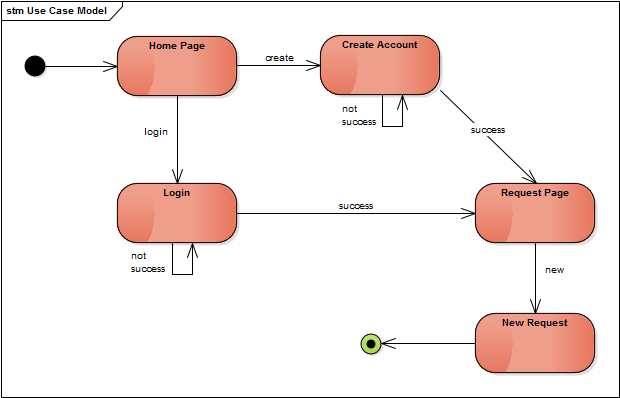 stm Use Case Model
Home Page
create
Create Account
not
success
login
success
Login
success
Request Page
not
success
new
New Request